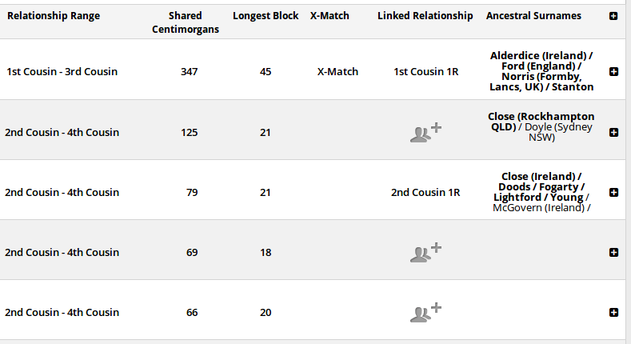 Relationship Range Shared Centimorgans Longest Block X-Match Linked Relationship Ancestral Surnames
1st Cousin - 3rd Cousin 347 45 X-Match 1st Cousin 1R Alderdice (Ireland) /
Ford (England) /
Norris (Formby,
Lancs, UK) / Stanton
2nd Cousin - 4th Cousin 125 21 Close (Rockhampton
QLD) / Doyle (Sydney
NSW)
2nd Cousin - 4th Cousin 79 21 2nd Cousin 1R Close (Ireland) /
Doods / Fogarty /
Lightford / Young /
McGovern (Ireland) /
2nd Cousin - 4th Cousin 69 18
2nd Cousin - 4th Cousin 66 20